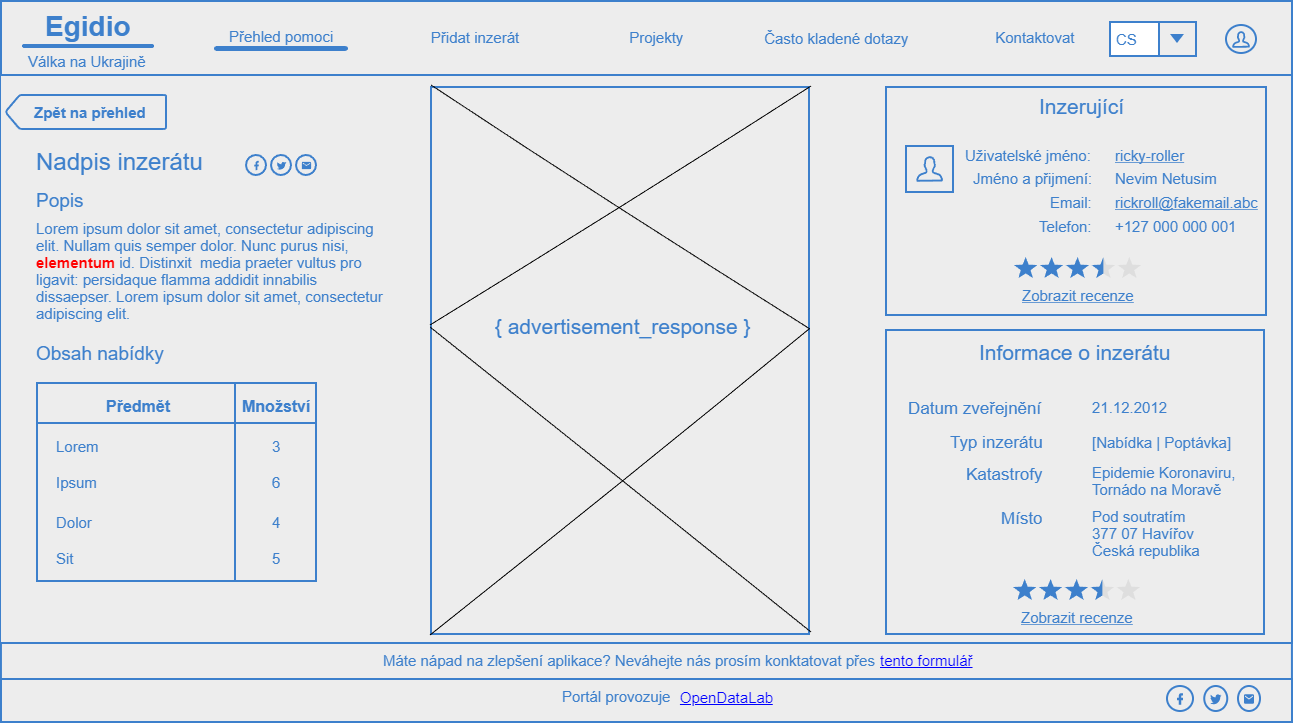 Egidio
Válka na Ukrajině
Přehled pomoci
Přidat inzerát
Projekty
Často kladené dotazy
Kontaktovat
CS
Zpět na přehled
Nadpis inzerátu
Popis
Lorem ipsum dolor sit amet, consectetur adipiscing
elit. Nullam quis semper dolor. Nunc purus nisi,
elementum id. Distinxit  media praeter vultus pro
ligavit: persidaque flamma addidit innabilis
dissaepser. Lorem ipsum dolor sit amet, consectetur
adipiscing elit.
Obsah nabídky
Předmět Množství
Lorem 3
Ipsum 6
Dolor 4
Sit 5
{ advertisement_response }
Inzerující
Uživatelské jméno: ricky-roller
Jméno a přijmení: Nevim Netusim
Email: rickroll@fakemail.abc
Telefon: +127 000 000 001
Zobrazit recenze
Informace o inzerátu
Datum zveřejnění 21.12.2012
Typ inzerátu [Nabídka | Poptávka]
Katastrofy Epidemie Koronaviru,
Tornádo na Moravě
Místo Pod soutratím
377 07 Havířov
Česká republika
Zobrazit recenze
Máte nápad na zlepšení aplikace? Neváhejte nás prosím konktatovat přes tento formulář
Portál provozuje OpenDataLab